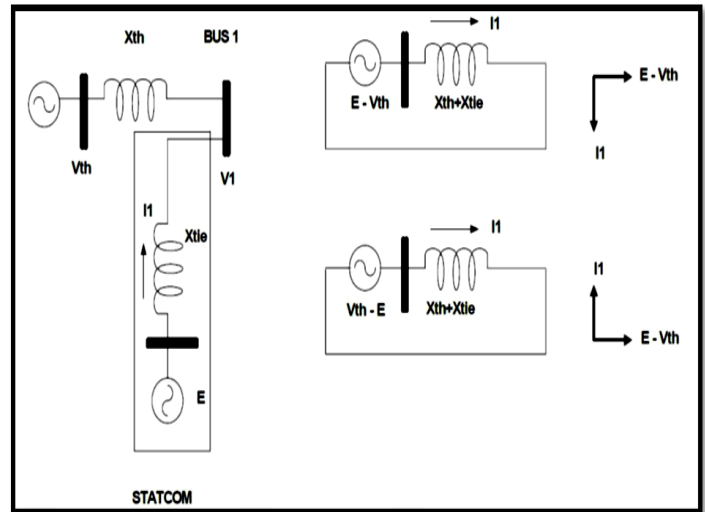 Xth
BUS 1
Vth
V1
I1
Xtie
E
STATCOM
I1
E - Vth
Xth+Xtie
E - Vth
I1
I1
Vth - E
Xth+Xtie
I1
E - Vth